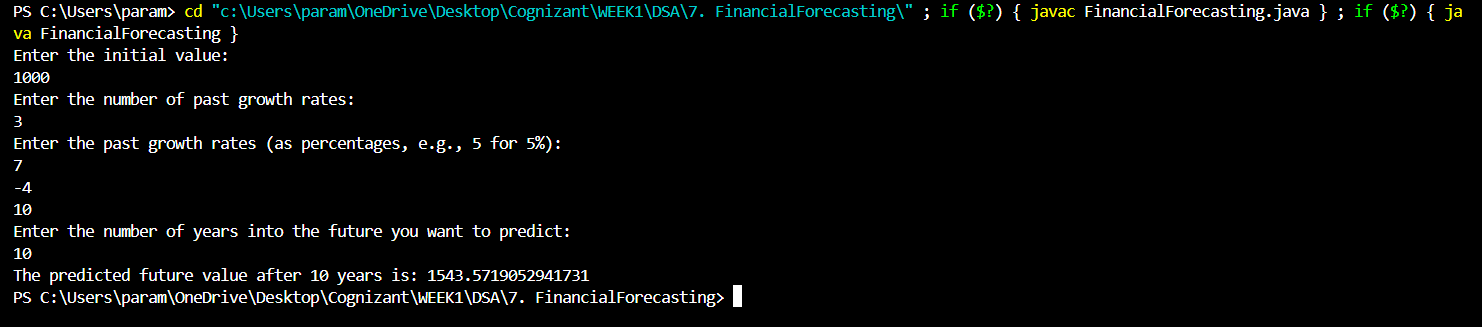 PS C:\Users\param> cd "c:\Users\param\OneDrive\Desktop\Cognizant\WEEK1\DSA\7. FinancialForecasting\" ; if ($?) { javac FinancialForecasting.java } ; if ($?) { ja
va FinancialForecasting }
Enter the initial value:
1000
Enter the number of past growth rates:
3
Enter the past growth rates (as percentages, e.g., 5 for 5%):
7
-4
10
Enter the number of years into the future you want to predict:
10
The predicted future value after 10 years is: 1543.5719052941731
PS C:\Users\param\OneDrive\Desktop\Cognizant\WEEK1\DSA\7. FinancialForecasting>